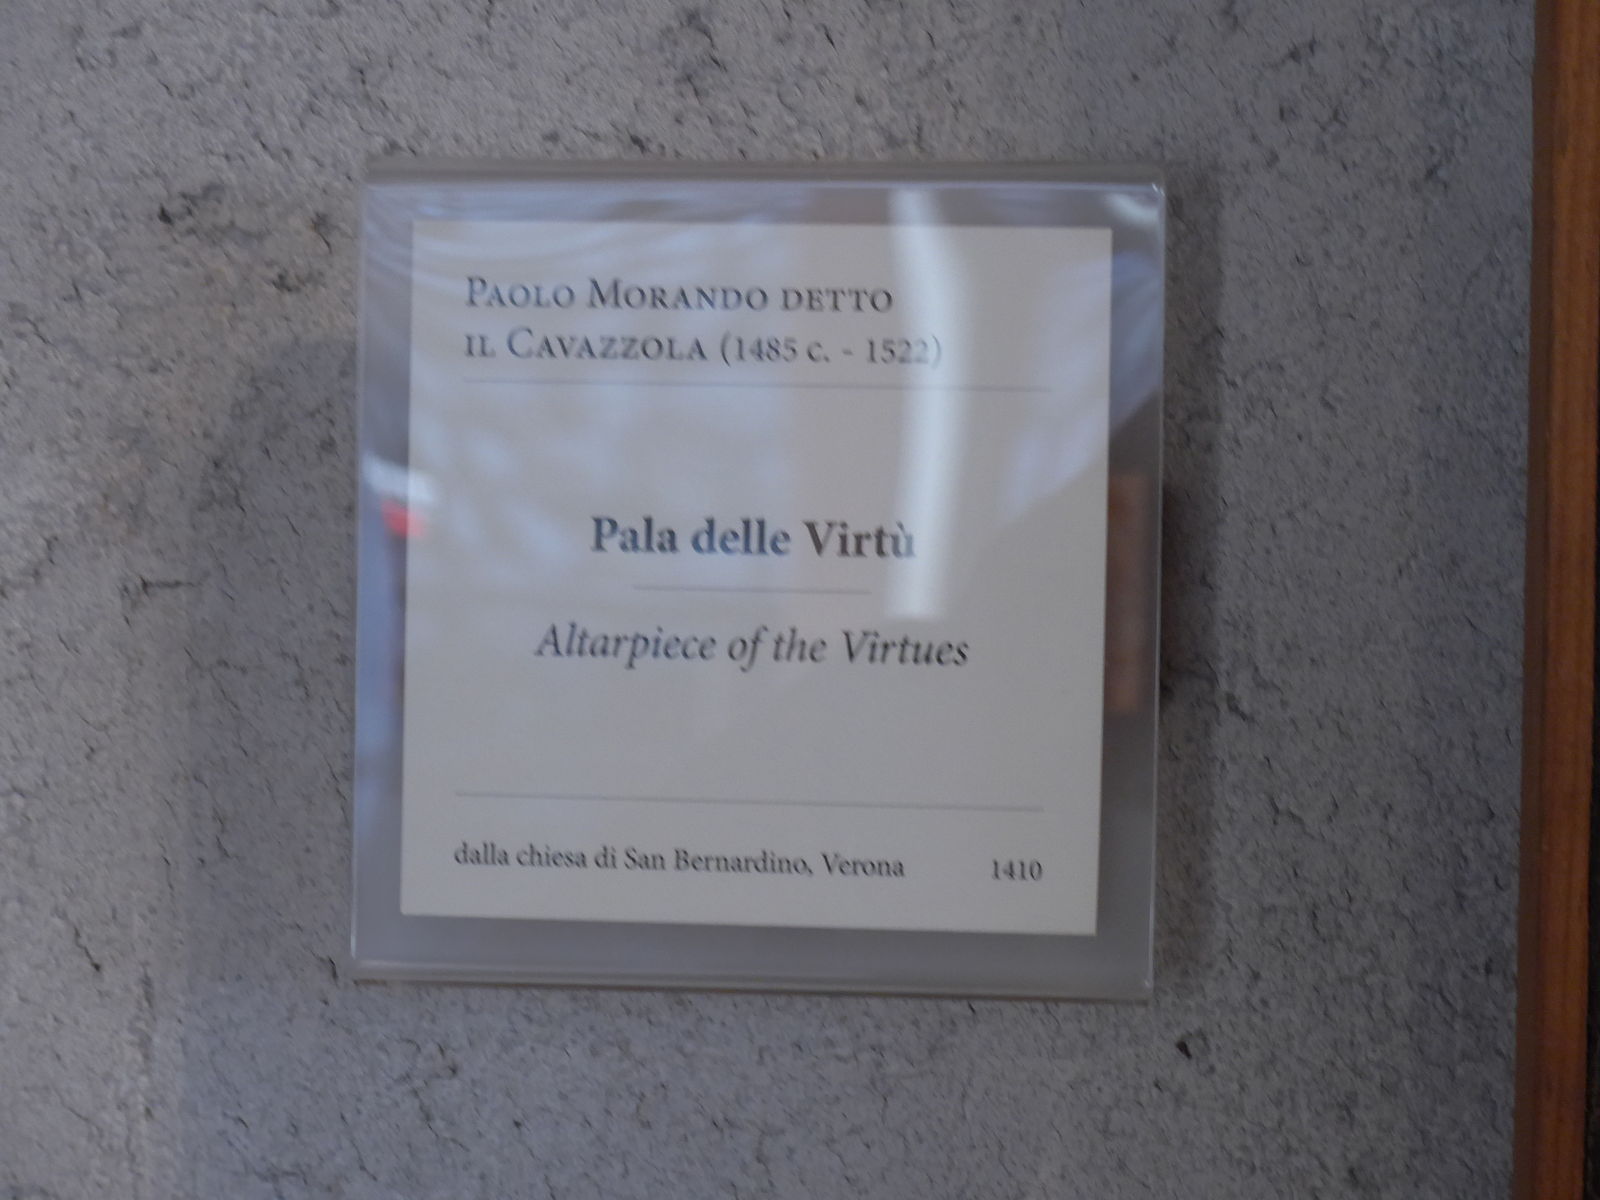 Paolo Morando detto
il Cavazzola (1485 c. - 1522)
Pala delle Virtù
Altarpiece of the Virtues
dalla chiesa di San Bernardino, Verona 1410